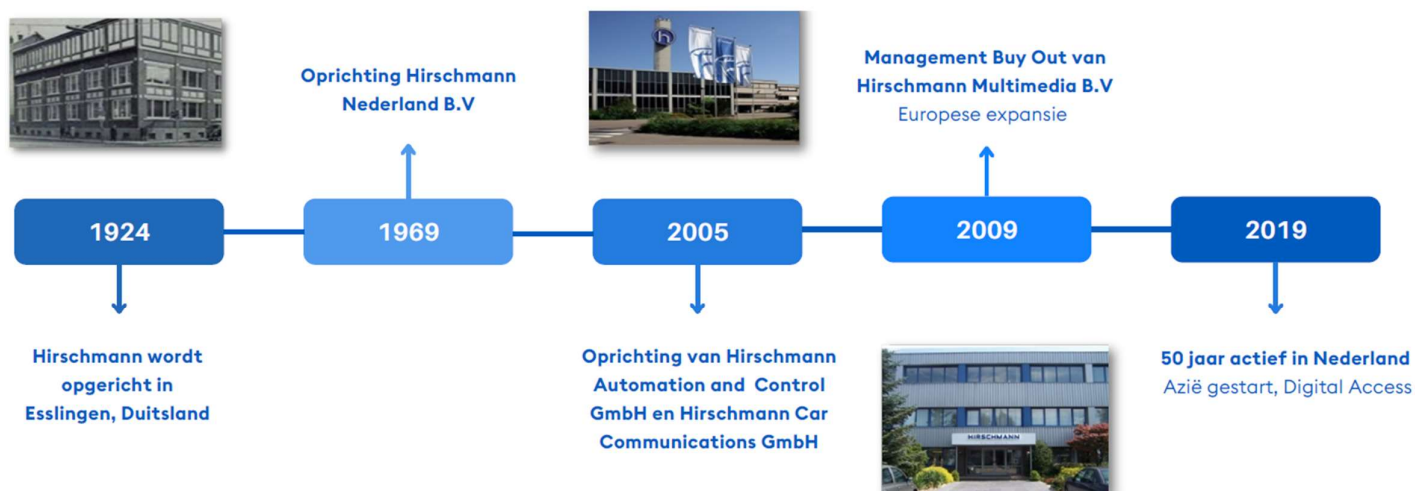 Oprichting Hirschmann
Nederland B.V
Management Buy Out van
Hirschmann Multimedia B.V
Europese expansie
1924
1969
2005
2009
2019
Hirschmann wordt
opgericht in
Esslingen, Duitsland
Oprichting van Hirschmann
Automation and Control
GmbH en Hirschmann Car
Communications GmbH
HIRSCHMANN
50 jaar actief in Nederland
Azië gestart, Digital Access